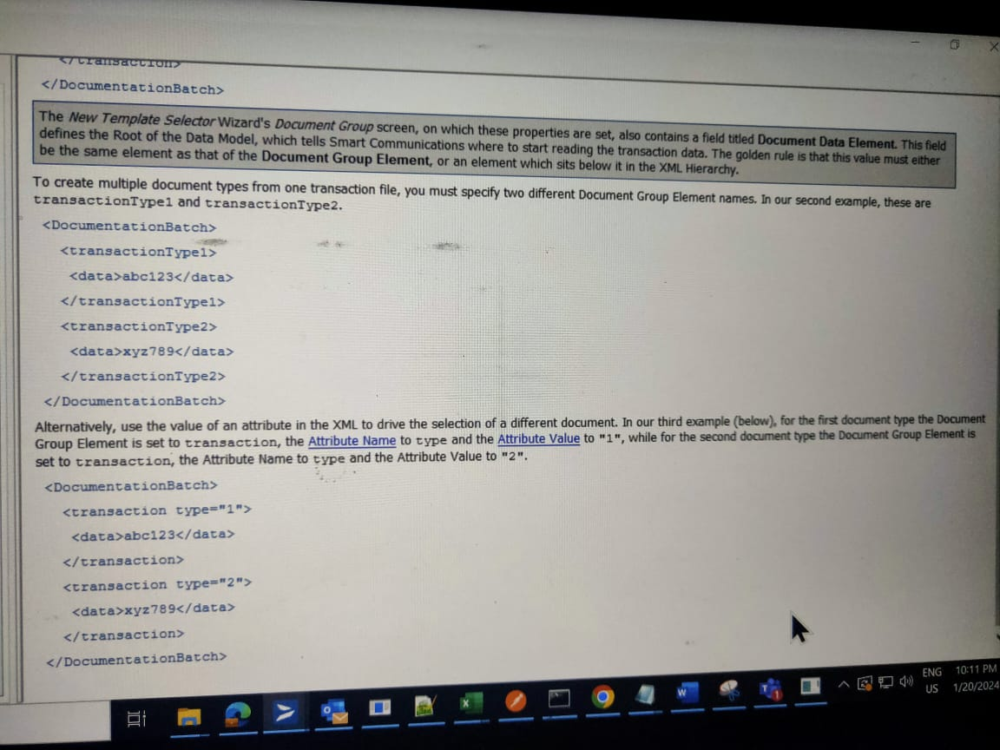 </transaction>
</DocumentationBatch>
The New Template Selector Wizard's Document Group screen, on which these properties are set, also contains a field titled Document Data Element. This field
defines the Root of the Data Model, which tells Smart Communications where to start reading the transaction data. The golden rule is that this value must either
be the same element as that of the Document Group Element, or an element which sits below it in the XML Hierarchy.
To create multiple document types from one transaction file, you must specify two different Document Group Element names. In our second example, these are
transactionType1 and transactionType2.
<DocumentationBatch>
<transactionType1>
<data>abc123</data>
</transactionType1>
<transactionType2>
<data>xyz789</data>
</transactionType2>
</DocumentationBatch>
Alternatively, use the value of an attribute in the XML to drive the selection of a different document. In our third example (below), for the first document type the Document
Group Element is set to transaction, the Attribute Name to type and the Attribute Value to "1", while for the second document type the Document Group Element is
set to transaction, the Attribute Name to type and the Attribute Value to "2".
<DocumentationBatch>
<transaction type="1">
<data>abc123</data>
</transaction>
<transaction type="2">
<data>xyz789</data>
</transaction>
</DocumentationBatch>
ENG 10:11 PM
US 1/20/2024